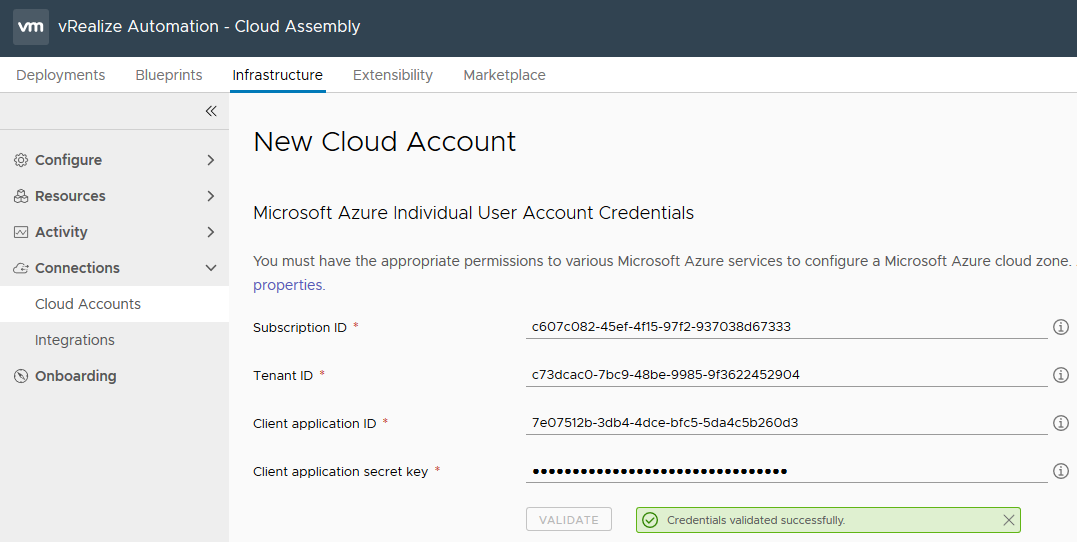 vm vRealize Automation - Cloud Assembly
Deployments Blueprints Infrastructure Extensibility Marketplace
Configure
Resources
Activity
Connections
Cloud Accounts
Integrations
Onboarding
New Cloud Account
Microsoft Azure Individual User Account Credentials
You must have the appropriate permissions to various Microsoft Azure services to configure a Microsoft Azure cloud zone.
properties.
Subscription ID * c607c082-45ef-4f15-97f2-937038d67333
Tenant ID * c73dcac0-7bc9-48be-9985-9f3622452904
Client application ID * 7e07512b-3db4-4dce-bfc5-5da4c5b260d3
Client application secret key * ••••••••••••••••••••••••••••••••
VALIDATE Credentials validated successfully.